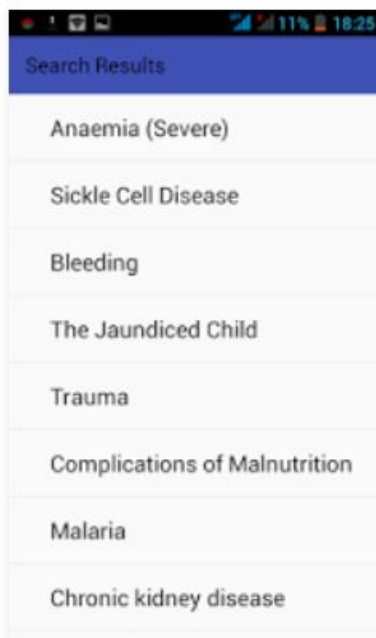 11% 18:25
Search Results
Anaemia (Severe)
Sickle Cell Disease
Bleeding
The Jaundiced Child
Trauma
Complications of Malnutrition
Malaria
Chronic kidney disease